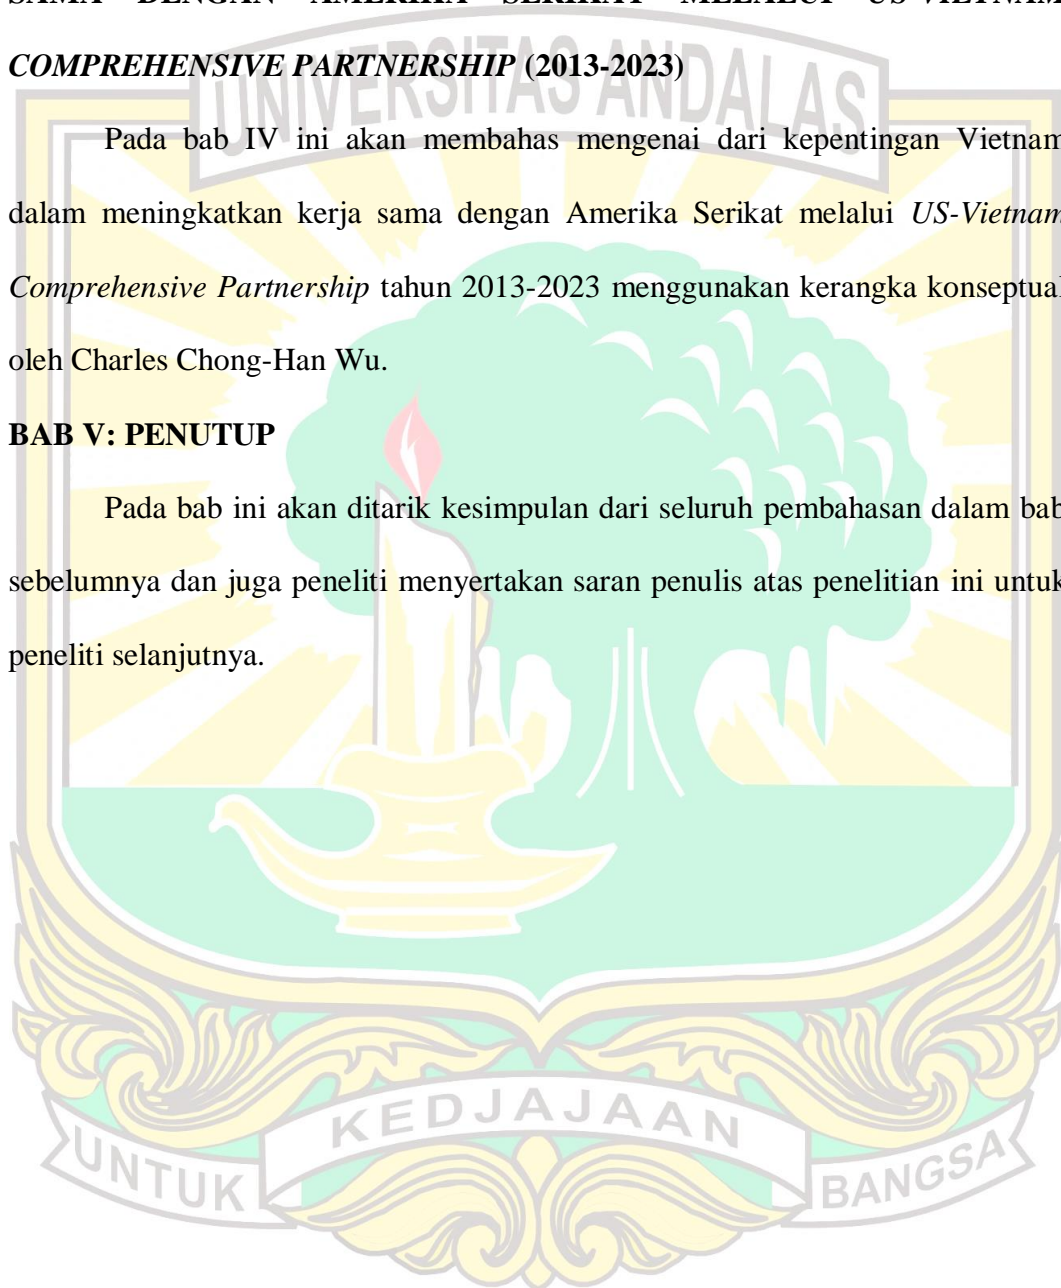 SAMA DENGAN AMERIKA SERIKAT MELALUI US-VIETNAM
COMPREHENSIVE PARTNERSHIP (2013-2023)
UNIVERSITAS ANDALAS
Pada bab IV ini akan membahas mengenai dari kepentingan Vietnam
dalam meningkatkan kerja sama dengan Amerika Serikat melalui US-Vietnam
Comprehensive Partnership tahun 2013-2023 menggunakan kerangka konseptual
oleh Charles Chong-Han Wu.
BAB V: PENUTUP
Pada bab ini akan ditarik kesimpulan dari seluruh pembahasan dalam bab
sebelumnya dan juga peneliti menyertakan saran penulis atas penelitian ini untuk
peneliti selanjutnya.
UNTUK KEDJAJAAN BANGSA